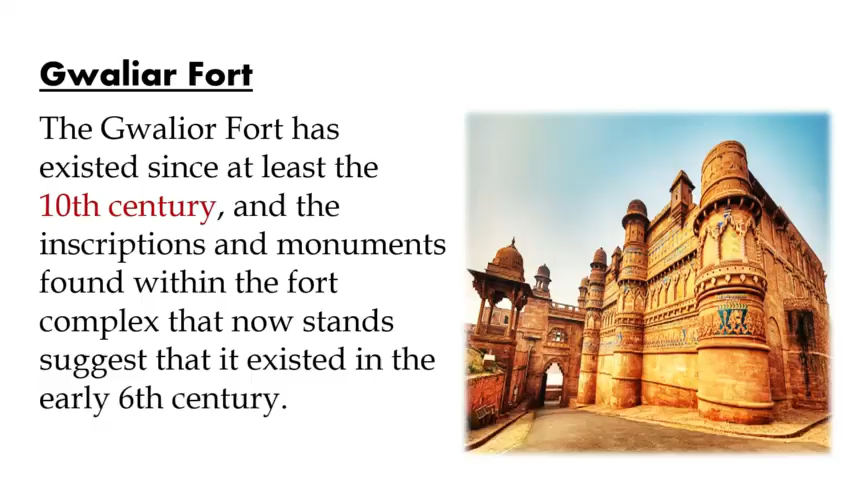 Gwaliar Fort
The Gwalior Fort has
existed since at least the
10th century, and the
inscriptions and monuments
found within the fort
complex that now stands
suggest that it existed in the
early 6th century.